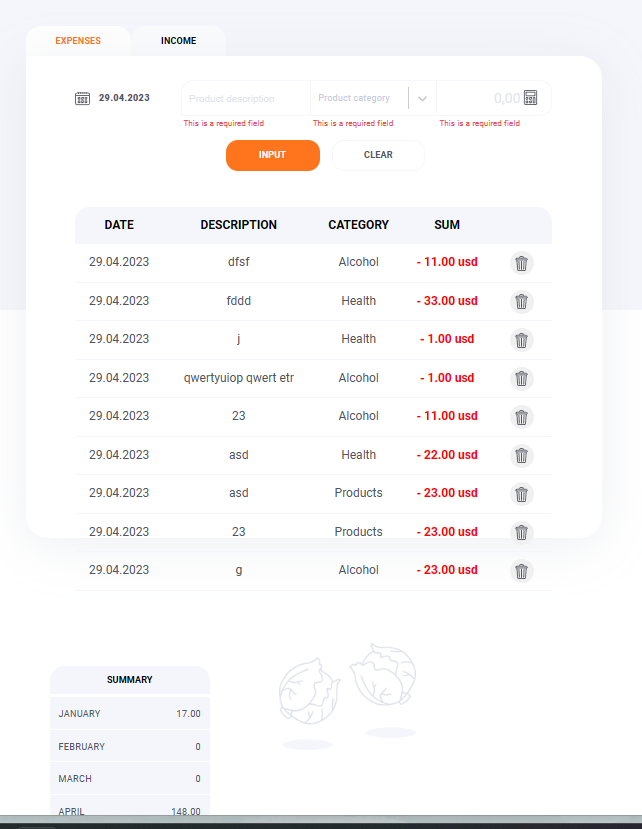 EXPENSES INCOME
29.04.2023 Product description Product category 0,00
This is a required field This is a required field This is a required field
INPUT CLEAR
DATE DESCRIPTION CATEGORY SUM
29.04.2023 dfsf Alcohol - 11.00 usd
29.04.2023 fddd Health - 33.00 usd
29.04.2023 j Health - 1.00 usd
29.04.2023 qwertyuiop qwert etr Alcohol - 1.00 usd
29.04.2023 23 Alcohol - 11.00 usd
29.04.2023 asd Health - 22.00 usd
29.04.2023 asd Products - 23.00 usd
29.04.2023 23 Products - 23.00 usd
29.04.2023 g Alcohol - 23.00 usd
SUMMARY
JANUARY 17.00
FEBRUARY 0
MARCH 0
APRIL 148.00